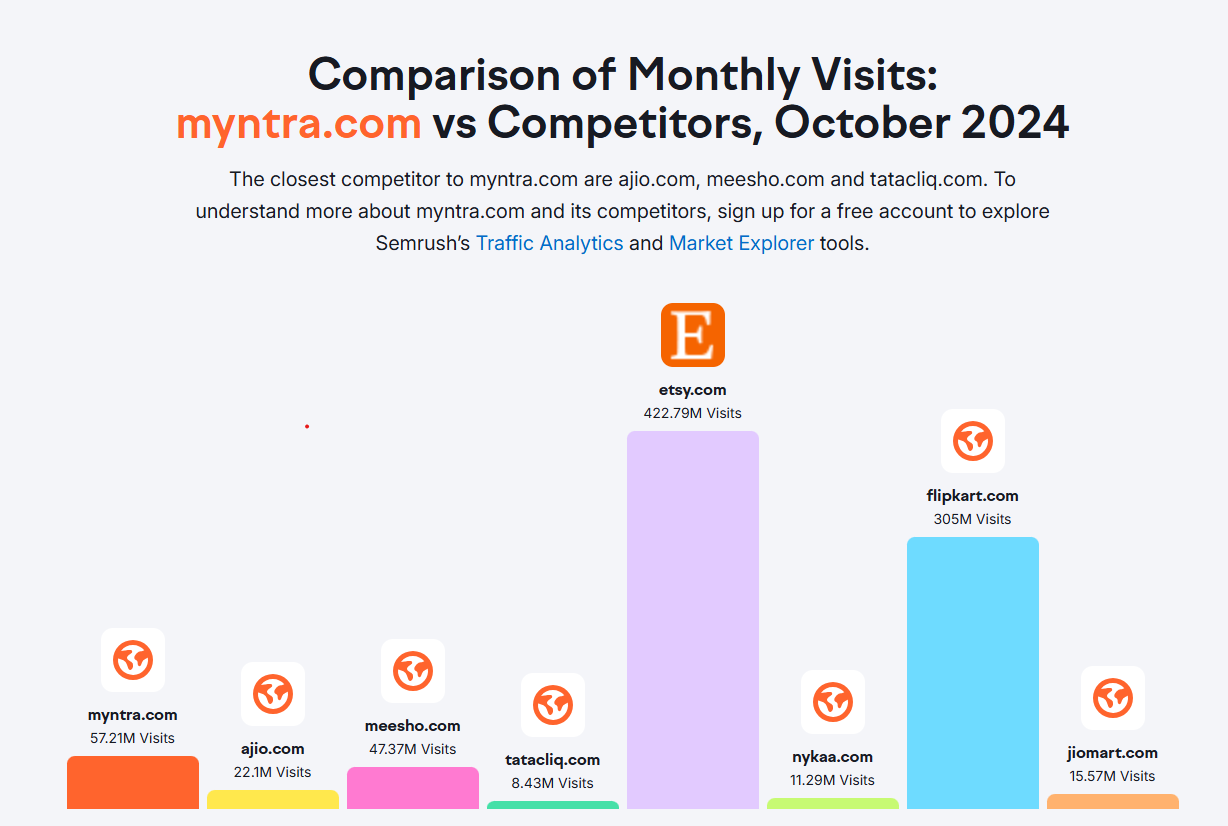 Comparison of Monthly Visits:
myntra.com vs Competitors, October 2024
The closest competitor to myntra.com are ajio.com, meesho.com and tatacliq.com. To
understand more about myntra.com and its competitors, sign up for a free account to explore
Semrush’s Traffic Analytics and Market Explorer tools.
E
etsy.com
422.79M Visits
flipkart.com
305M Visits
myntra.com
57.21M Visits
ajio.com
22.1M Visits
meesho.com
47.37M Visits
tatacliq.com
8.43M Visits
nykaa.com
11.29M Visits
jiomart.com
15.57M Visits